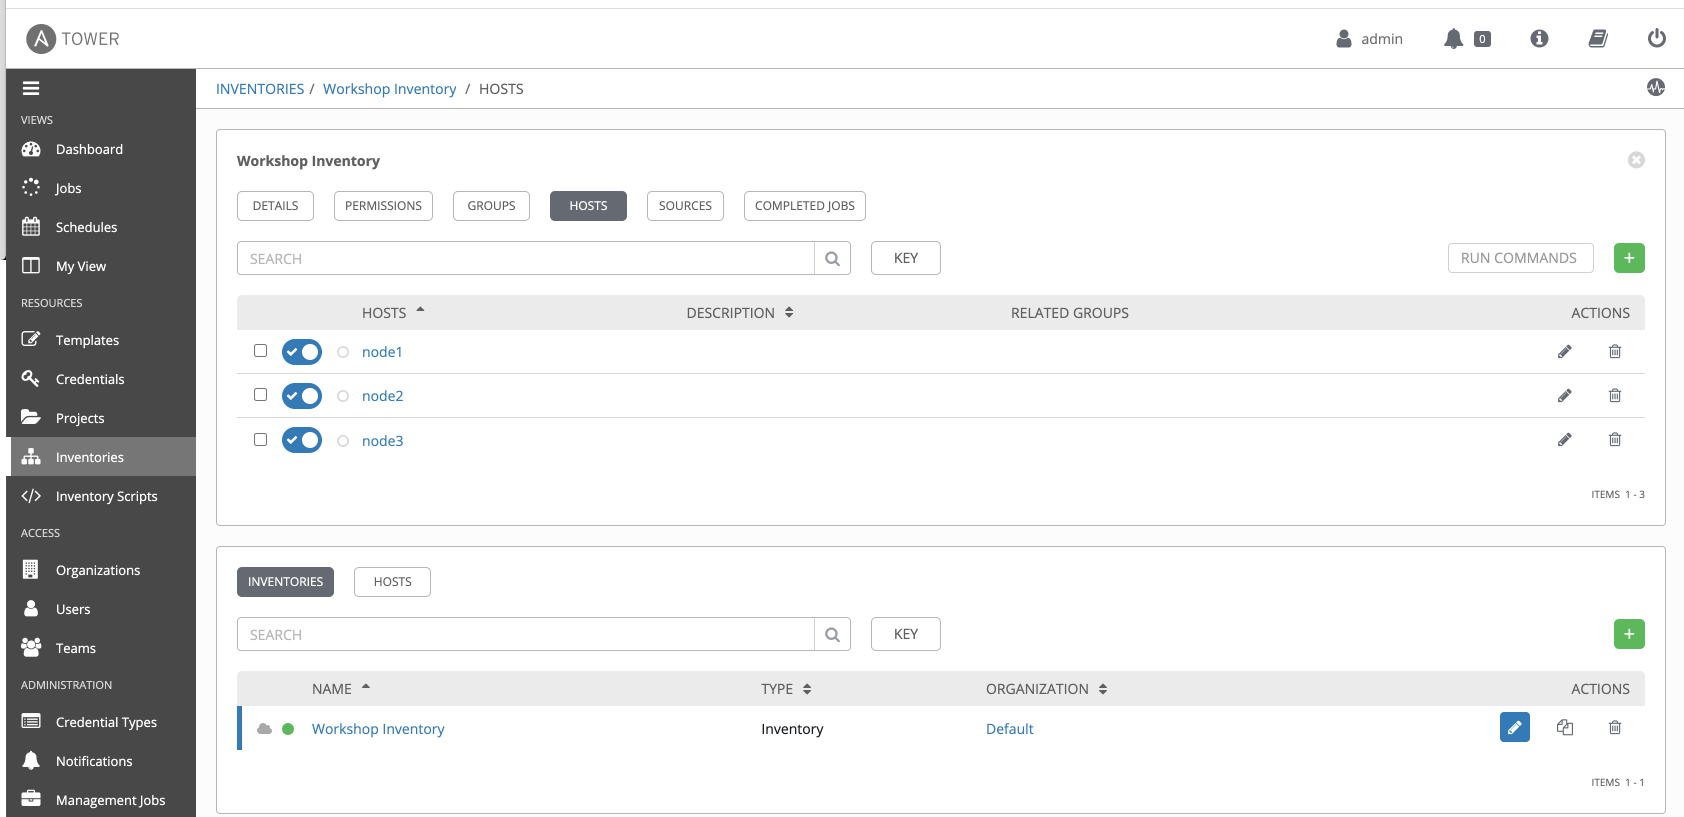 A TOWER
admin
0
INVENTORIES / Workshop Inventory / HOSTS
VIEWS
Dashboard
Jobs
Schedules
My View
RESOURCES
Templates
Credentials
Projects
Inventories
Inventory Scripts
ACCESS
Organizations
Users
Teams
ADMINISTRATION
Credential Types
Notifications
Management Jobs
Workshop Inventory
DETAILS PERMISSIONS GROUPS HOSTS SOURCES COMPLETED JOBS
SEARCH KEY RUN COMMANDS +
HOSTS DESCRIPTION RELATED GROUPS ACTIONS
node1
node2
node3
ITEMS 1 - 3
INVENTORIES HOSTS
SEARCH KEY +
NAME TYPE ORGANIZATION ACTIONS
Workshop Inventory Inventory Default
ITEMS 1 - 1